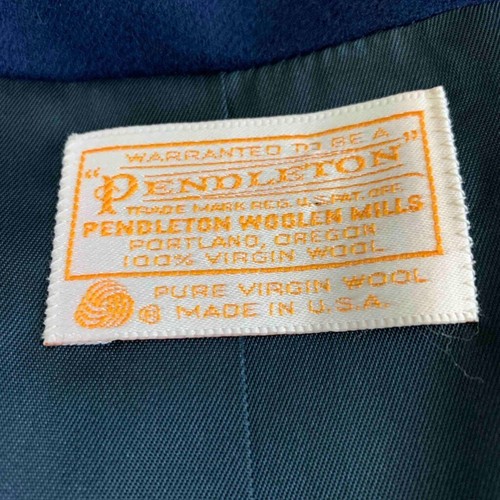 WARRANTED TO BE A
"PENDLETON"
TRADE MARK REG. U.S. PAT. OFF.
PENDLETON WOOLEN MILLS
PORTLAND, OREGON
100% VIRGIN WOOL
PURE VIRGIN WOOL
® MADE IN U.S.A.